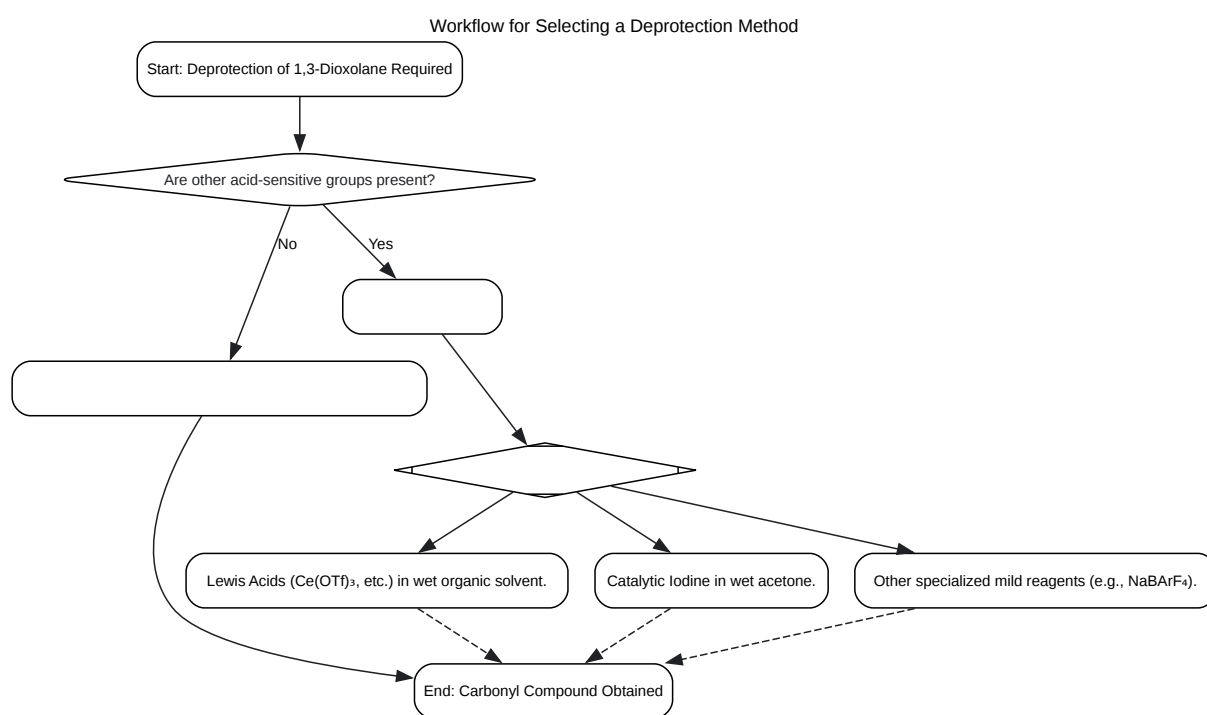 Workflow for Selecting a Deprotection Method
Start: Deprotection of 1,3-Dioxolane Required
Are other acid-sensitive groups present?
No
Yes
Lewis Acids (Ce(OTf)₃, etc.) in wet organic solvent.
Catalytic Iodine in wet acetone.
Other specialized mild reagents (e.g., NaBArF₄).
End: Carbonyl Compound Obtained